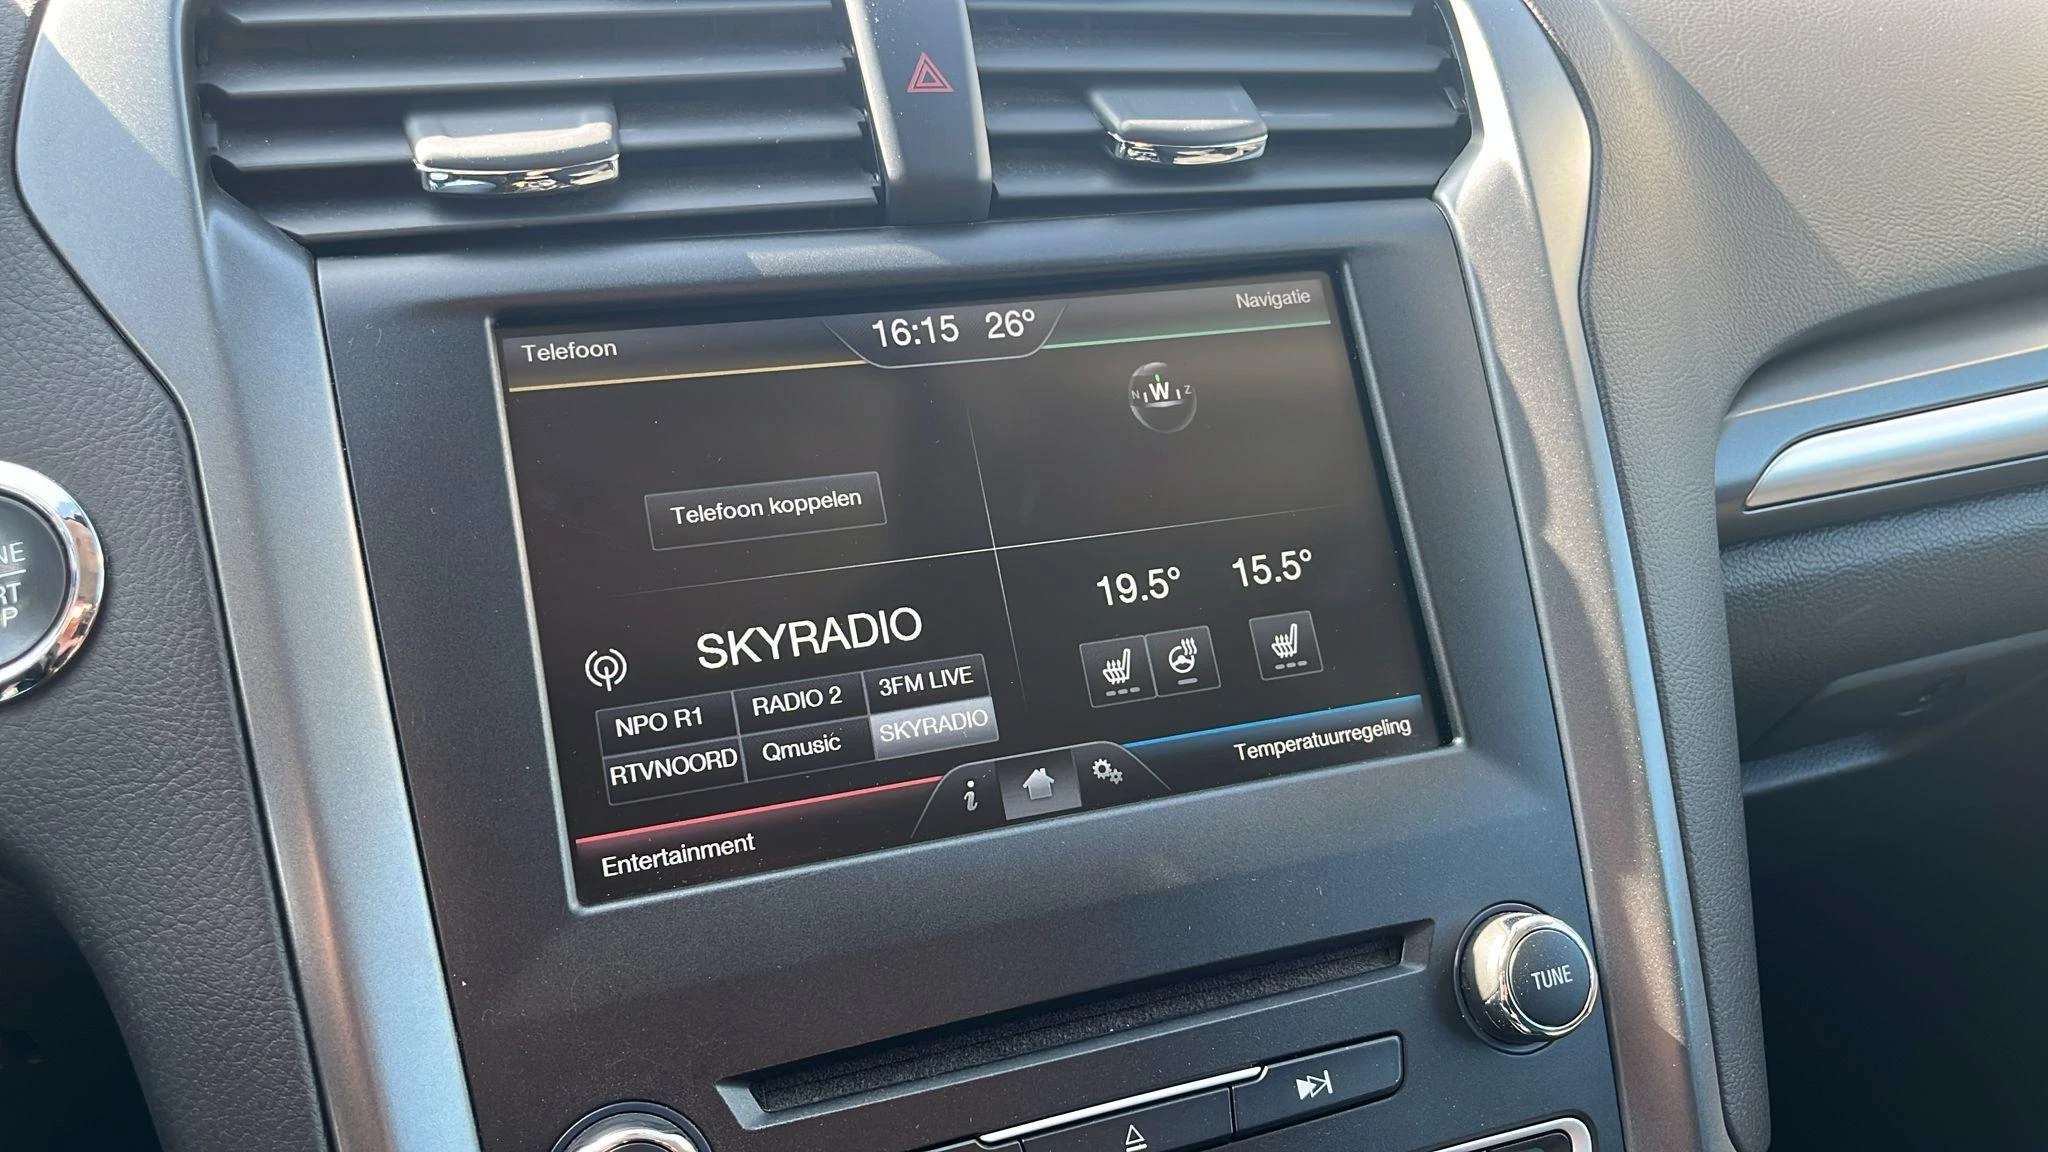 Telefoon
16:15 26°
Navigatie
N W Z
Telefoon koppelen
19.5° 15.5°
SKYRADIO
NPO R1 RADIO 2 3FM LIVE
RTVNOORD Qmusic SKYRADIO
Temperatuurregeling
Entertainment
TUNE